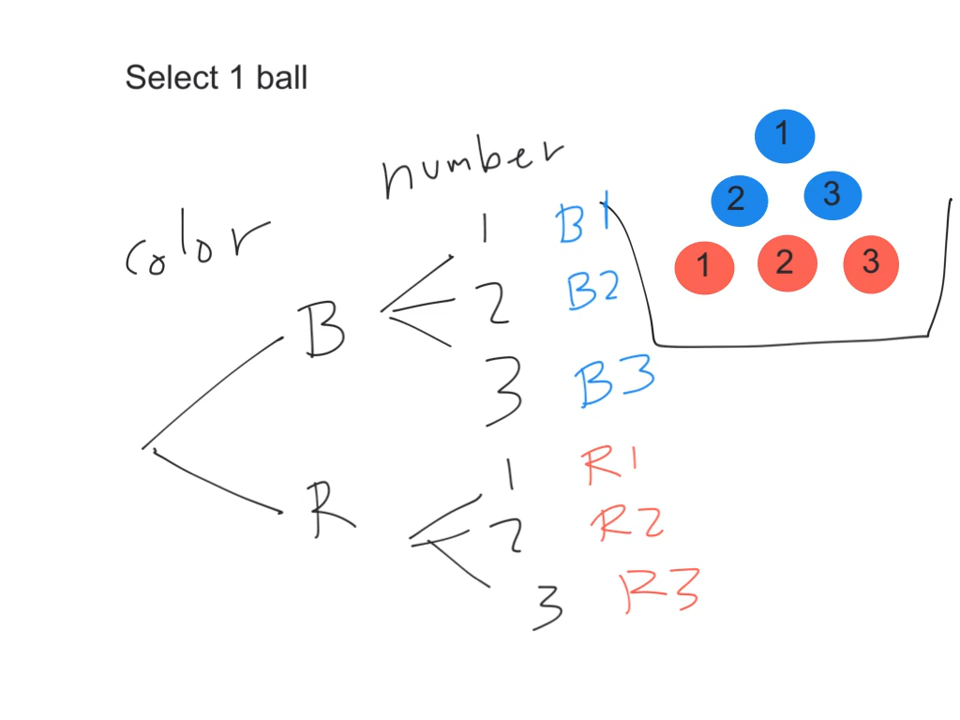 Select 1 ball
number
color
B
1 B1
2 B2
3 B3
R
1 R1
2 R2
3 R3
1
2 3
1 2 3